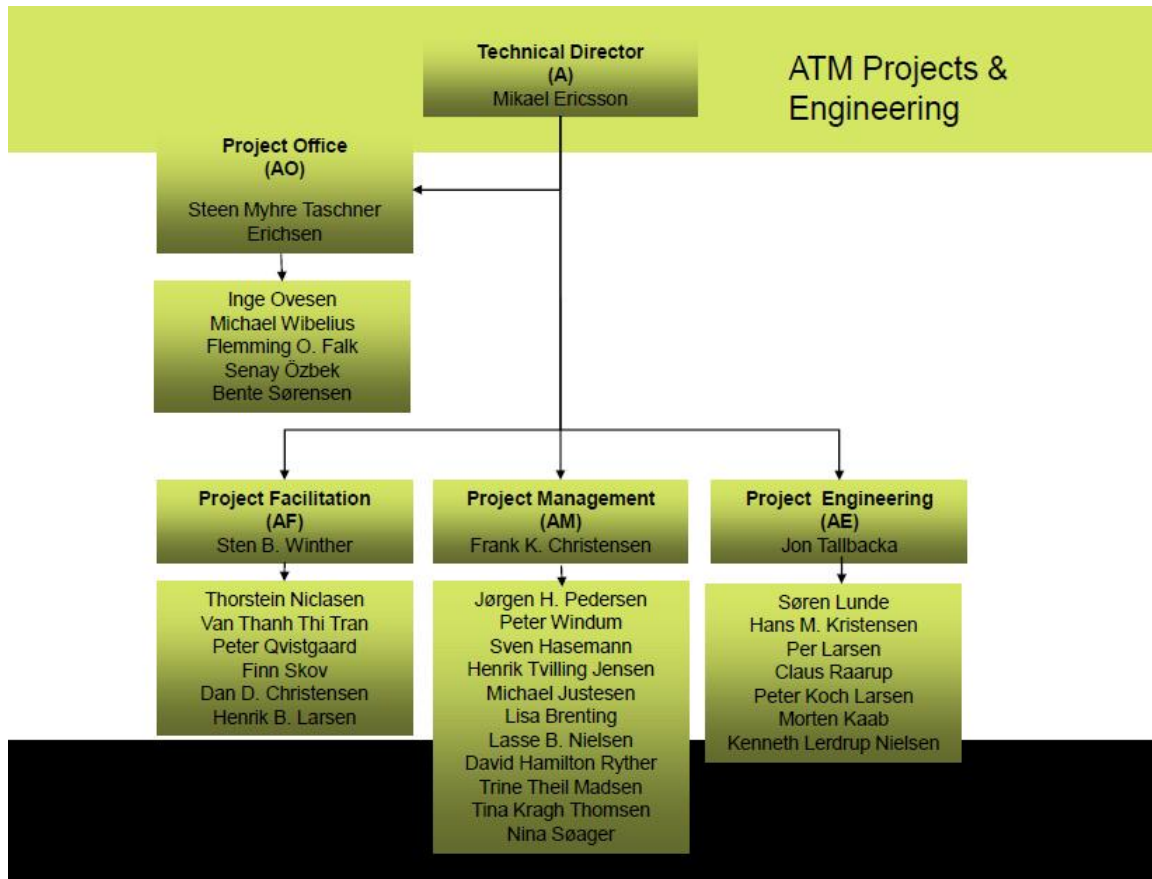 Technical Director
(A)
Mikael Ericsson
ATM Projects &
Engineering
Project Office
(AO)
Steen Myhre Taschner
Erichsen
Inge Ovesen
Michael Wibelius
Flemming O. Falk
Senay Özbek
Bente Sørensen
Project Facilitation
(AF)
Sten B. Winther
Thorstein Niclasen
Van Thanh Thi Tran
Peter Qvistgaard
Finn Skov
Dan D. Christensen
Henrik B. Larsen
Project Management
(AM)
Frank K. Christensen
Jørgen H. Pedersen
Peter Windum
Sven Hasemann
Henrik Tvilling Jensen
Michael Justesen
Lisa Brenting
Lasse B. Nielsen
David Hamilton Ryther
Trine Theil Madsen
Tina Kragh Thomsen
Nina Søager
Project Engineering
(AE)
Jon Tallbacka
Søren Lunde
Hans M. Kristensen
Per Larsen
Claus Raarup
Peter Koch Larsen
Morten Kaab
Kenneth Lerdrup Nielsen